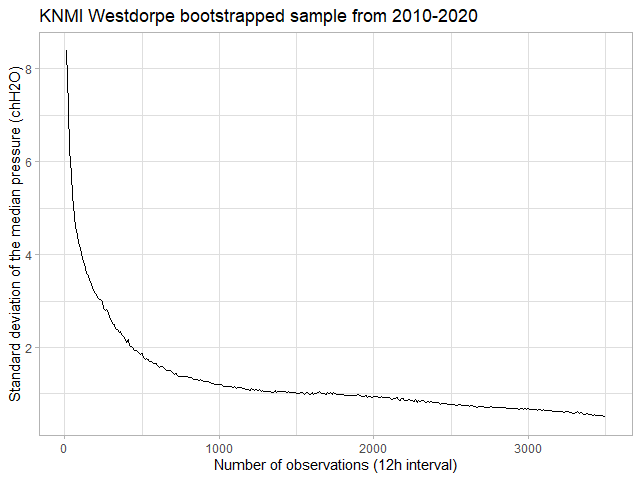 KNMI Westdorpe bootstrapped sample from 2010-2020
Standard deviation of the median pressure (chH2O)
8
6
4
2
0
1000
2000
3000
Number of observations (12h interval)